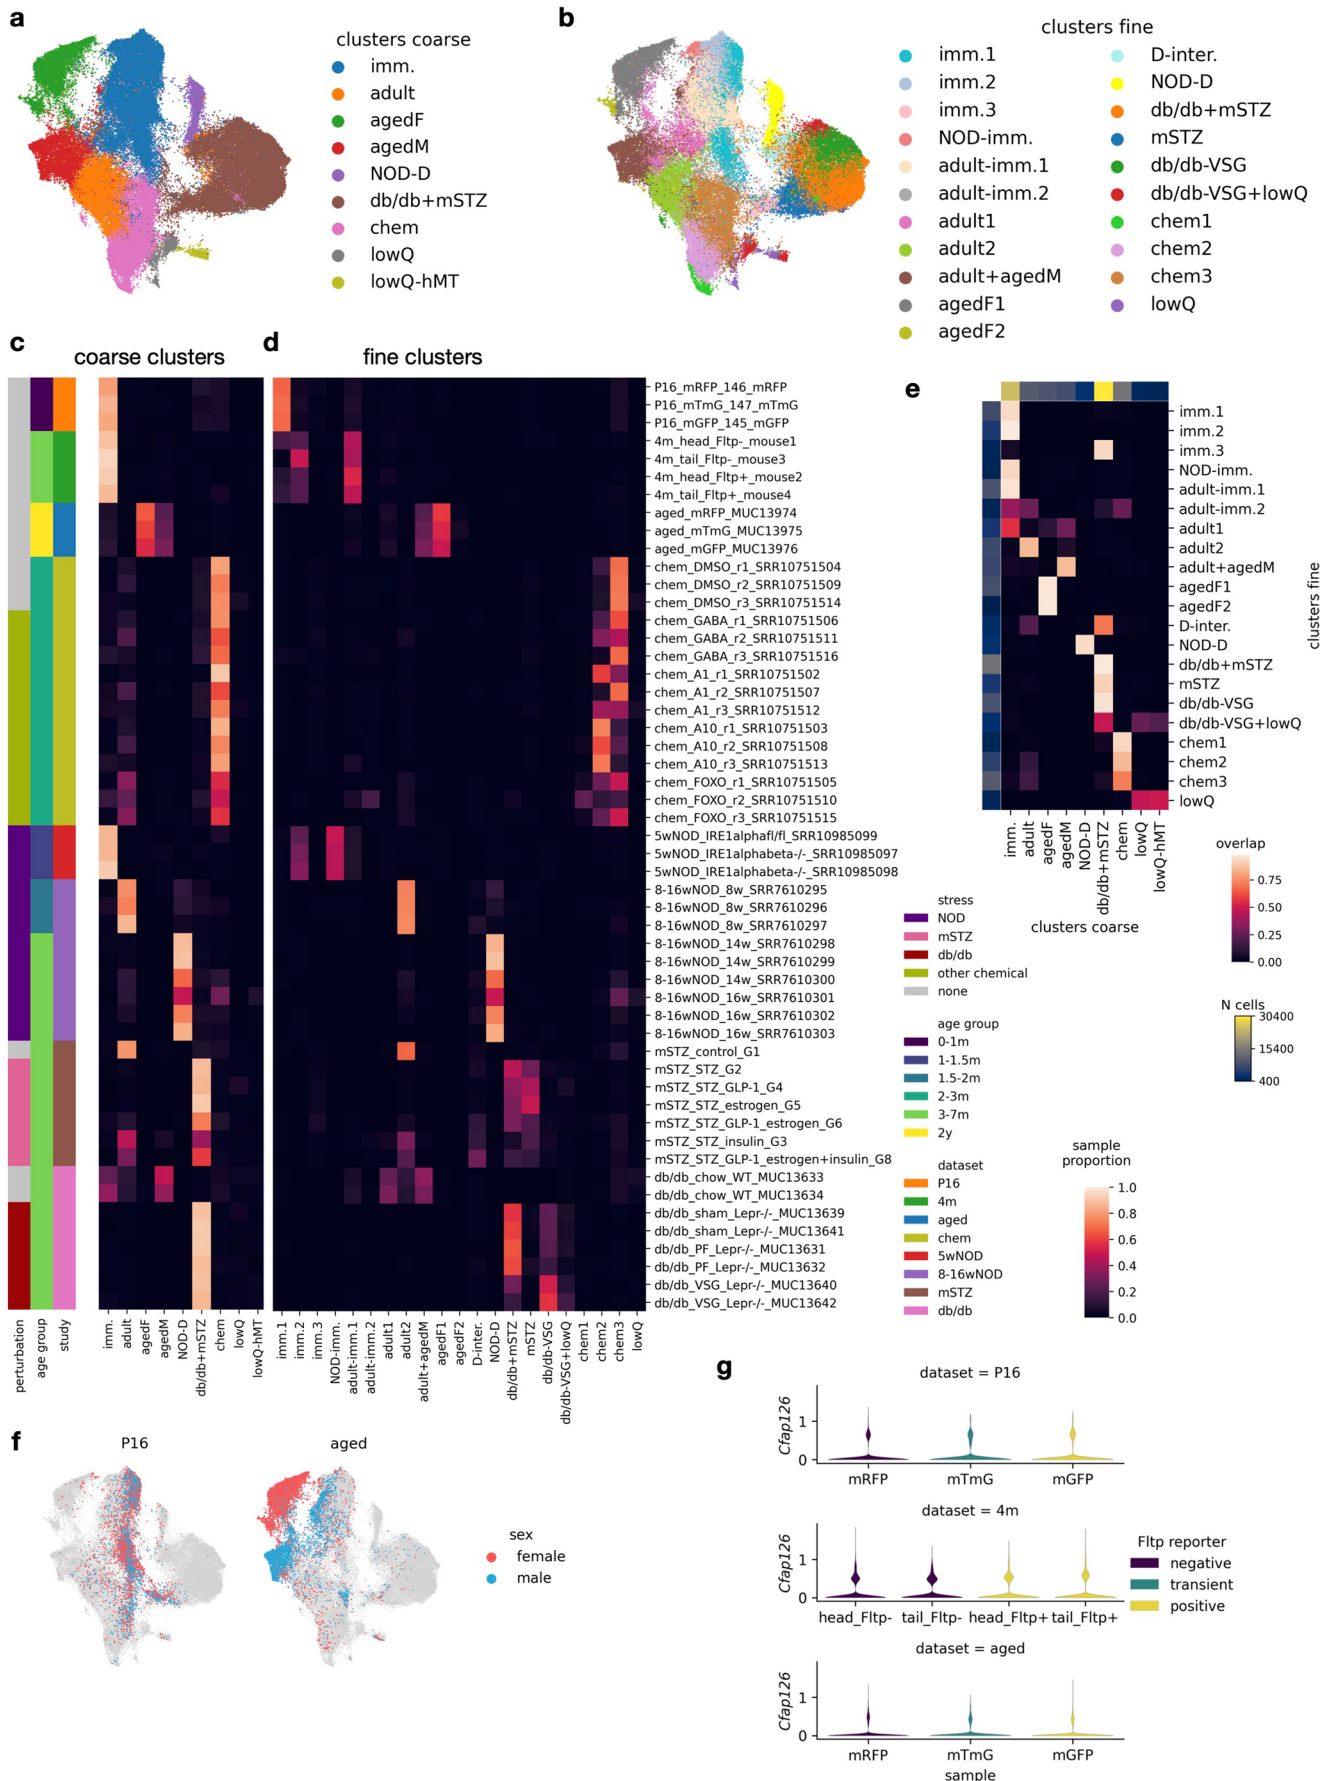 a
clusters coarse
imm.
adult
agedF
agedM
NOD-D
db/db+mSTZ
chem
lowQ
lowQ-hMT
b
clusters fine
imm.1
imm.2
imm.3
NOD-imm.
adult-imm.1
adult-imm.2
adult1
adult2
adult+agedM
agedF1
agedF2
D-inter.
NOD-D
db/db+mSTZ
mSTZ
db/db-VSG
db/db-VSG+lowQ
chem1
chem2
chem3
lowQ
c
coarse clusters
d
fine clusters
P16_mRFP_146_mRFP
P16_mTmG_147_mTmG
P16_mGFP_145_mGFP
4m_head_Fltp-_mouse1
4m_tail_Fltp-_mouse3
4m_head_Fltp+_mouse2
4m_tail_Fltp+_mouse4
aged_mRFP_MUC13974
aged_mTmG_MUC13975
aged_mGFP_MUC13976
chem_DMSO_r1_SRR10751504
chem_DMSO_r2_SRR10751509
chem_DMSO_r3_SRR10751514
chem_GABA_r1_SRR10751506
chem_GABA_r2_SRR10751511
chem_GABA_r3_SRR10751516
chem_A1_r1_SRR10751502
chem_A1_r2_SRR10751507
chem_A1_r3_SRR10751512
chem_A10_r1_SRR10751503
chem_A10_r2_SRR10751508
chem_A10_r3_SRR10751513
chem_FOXO_r1_SRR10751505
chem_FOXO_r2_SRR10751510
chem_FOXO_r3_SRR10751515
5wNOD_IRE1alphafl/fl_SRR10985099
5wNOD_IRE1alphabeta-/-_SRR10985097
5wNOD_IRE1alphabeta-/-_SRR10985098
8-16wNOD_8w_SRR7610295
8-16wNOD_8w_SRR7610296
8-16wNOD_8w_SRR7610297
8-16wNOD_14w_SRR7610298
8-16wNOD_14w_SRR7610299
8-16wNOD_14w_SRR7610300
8-16wNOD_16w_SRR7610301
8-16wNOD_16w_SRR7610302
8-16wNOD_16w_SRR7610303
mSTZ_control_G1
mSTZ_STZ_G2
mSTZ_STZ_GLP-1_G4
mSTZ_STZ_estrogen_G5
mSTZ_STZ_GLP-1_estrogen_G6
mSTZ_STZ_insulin_G3
mSTZ_STZ_GLP-1_estrogen+insulin_G8
db/db_chow_WT_MUC13633
db/db_chow_WT_MUC13634
db/db_sham_Lepr-/-_MUC13639
db/db_sham_Lepr-/-_MUC13641
db/db_PF_Lepr-/-_MUC13631
db/db_PF_Lepr-/-_MUC13632
db/db_VSG_Lepr-/-_MUC13640
db/db_VSG_Lepr-/-_MUC13642
perturbation
age group
study
imm.
adult
agedF
agedM
NOD-D
db/db+mSTZ
chem
lowQ
lowQ-hMT
imm.1
imm.2
imm.3
NOD-imm.
adult-imm.1
adult-imm.2
adult1
adult2
adult+agedM
agedF1
agedF2
D-inter.
NOD-D
db/db+mSTZ
mSTZ
db/db-VSG
db/db-VSG+lowQ
chem1
chem2
chem3
lowQ
e
imm.1
imm.2
imm.3
NOD-imm.
adult-imm.1
adult-imm.2
adult1
adult2
adult+agedM
agedF1
agedF2
D-inter.
NOD-D
db/db+mSTZ
mSTZ
db/db-VSG
db/db-VSG+lowQ
chem1
chem2
chem3
lowQ
clusters fine
imm.
adult
agedF
agedM
NOD-D
db/db+mSTZ
chem
lowQ
lowQ-hMT
clusters coarse
overlap
0.75
0.50
0.25
0.00
N cells
30400
15400
400
stress
NOD
mSTZ
db/db
other chemical
none
age group
0-1m
1-1.5m
1.5-2m
2-3m
3-7m
2y
dataset
P16
4m
aged
chem
5wNOD
8-16wNOD
mSTZ
db/db
sample
proportion
1.0
0.8
0.6
0.4
0.2
0.0
f
P16
aged
sex
female
male
g
dataset = P16
Cfap126
1
0
mRFP
mTmG
mGFP
dataset = 4m
Cfap126
1
0
head_Fltp-
tail_Fltp-
head_Fltp+
tail_Fltp+
Fltp reporter
negative
transient
positive
dataset = aged
Cfap126
1
0
mRFP
mTmG
mGFP
sample